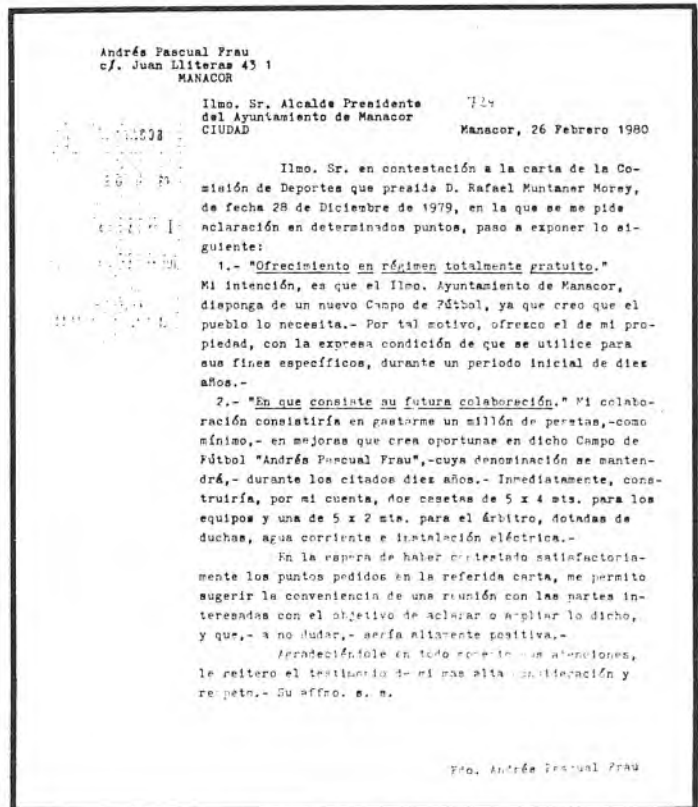 Andrés Pascual Frau
c/. Juan Lliteras 43 1
MANACOR
Ilmo. Sr. Alcalde Presidente
del Ayuntamiento de Manacor
CIUDAD
Manacor, 26 Febrero 1980
Ilmo. Sr. en contestación a la carta de la Co-
misión de Deportes que preside D. Rafael Muntaner Morey,
de fecha 28 de Diciembre de 1979, en la que se me pide
aclaración en determinados puntos, paso a exponer lo si-
guiente:
1.- "Ofrecimiento en régimen totalmente gratuito."
Mi intención, es que el Ilmo. Ayuntamiento de Manacor,
disponga de un nuevo Campo de Fútbol, ya que creo que el
pueblo lo necesita.- Por tal motivo, ofrezco el de mi pro-
piedad, con la expresa condición de que se utilice para
sus fines específicos, durante un periodo inicial de diez
años.-
2.- "En que consiste su futura colaboración." Mi colabo-
ración consistiría en gastarme un millón de pesetas,-como
mínimo,- en mejoras que crea oportunas en dicho Campo de
Fútbol "Andrés Pascual Frau",-cuya denominación se manten-
drá,- durante los citados diez años.- Inmediatamente, cons-
truiría, por mi cuenta, dos casetas de 5 x 4 mts. para los
equipos y una de 5 x 2 mts. para el árbitro, dotadas de
duchas, agua corriente e instalación eléctrica.-
En la espera de haber contestado satisfactoria-
mente los puntos pedidos en la referida carta, me permito
sugerir la conveniencia de una reunión con las partes in-
teresadas con el objetivo de aclarar o ampliar lo dicho,
y que,- a no dudar,- sería altamente positiva.-
Agradeciéndole en todo momento sus atenciones,
le reitero el testimonio de mi mas alta consideración y
respeto.- Su affmo. s. s.
Fdo. Andrés Pascual Frau